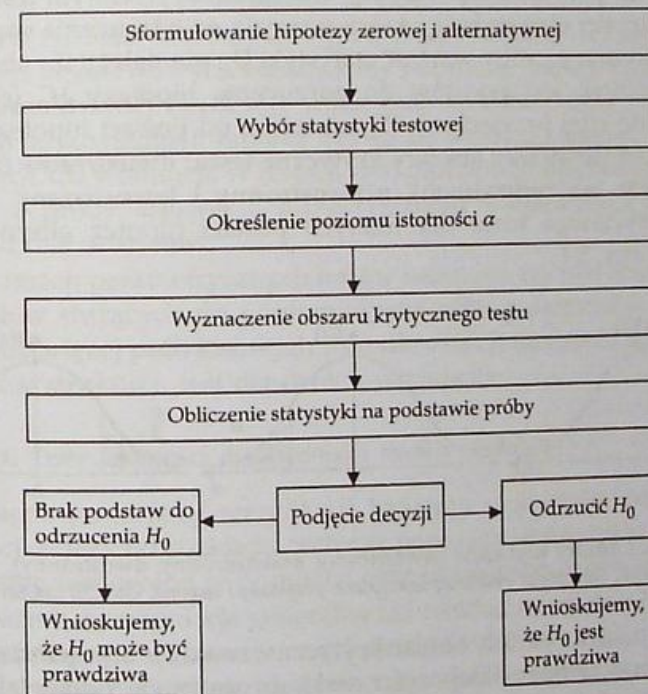 Sformułowanie hipotezy zerowej i alternatywnej
Wybór statystyki testowej
Określenie poziomu istotności α
Wyznaczenie obszaru krytycznego testu
Obliczenie statystyki na podstawie próby
Brak podstaw do
odrzucenia H₀
Podjęcie decyzji
Odrzucić H₀
Wnioskujemy,
że H₀ może być
prawdziwa
Wnioskujemy,
że H₀ jest
prawdziwa